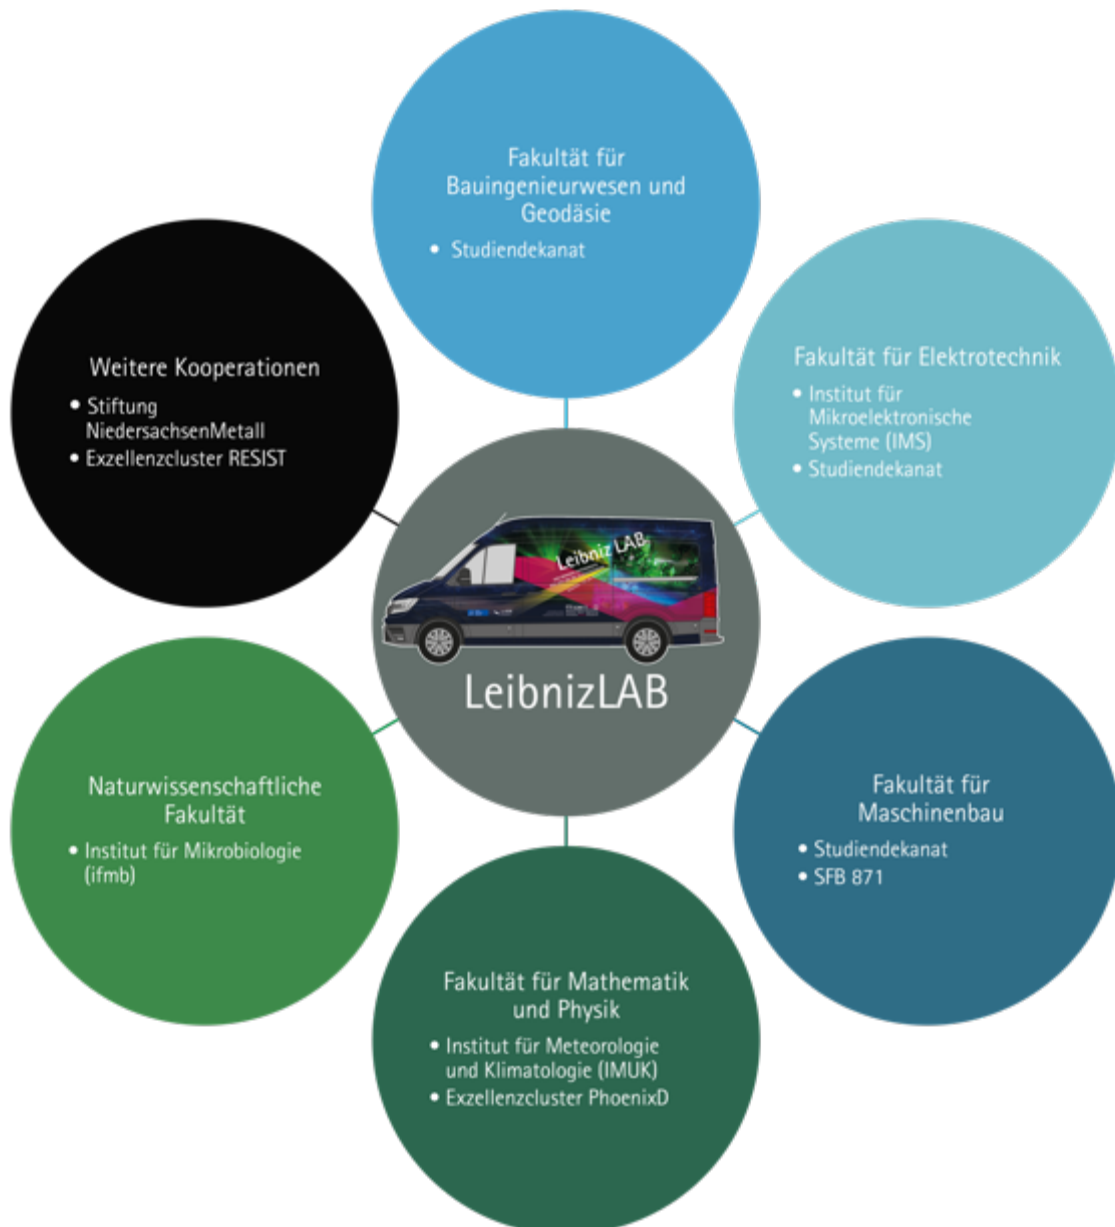 Fakultät für
Bauingenieurwesen und
Geodäsie
• Studiendekanat
Fakultät für Elektrotechnik
• Institut für
Mikroelektronische
Systeme (IMS)
• Studiendekanat
Fakultät für
Maschinenbau
• Studiendekanat
• SFB 871
Fakultät für Mathematik
und Physik
• Institut für Meteorologie
und Klimatologie (IMUK)
• Exzellenzcluster PhoenixD
Naturwissenschaftliche
Fakultät
• Institut für Mikrobiologie
(ifmb)
Weitere Kooperationen
• Stiftung
NiedersachsenMetall
• Exzellenzcluster RESIST
Leibniz LAB
LeibnizLAB